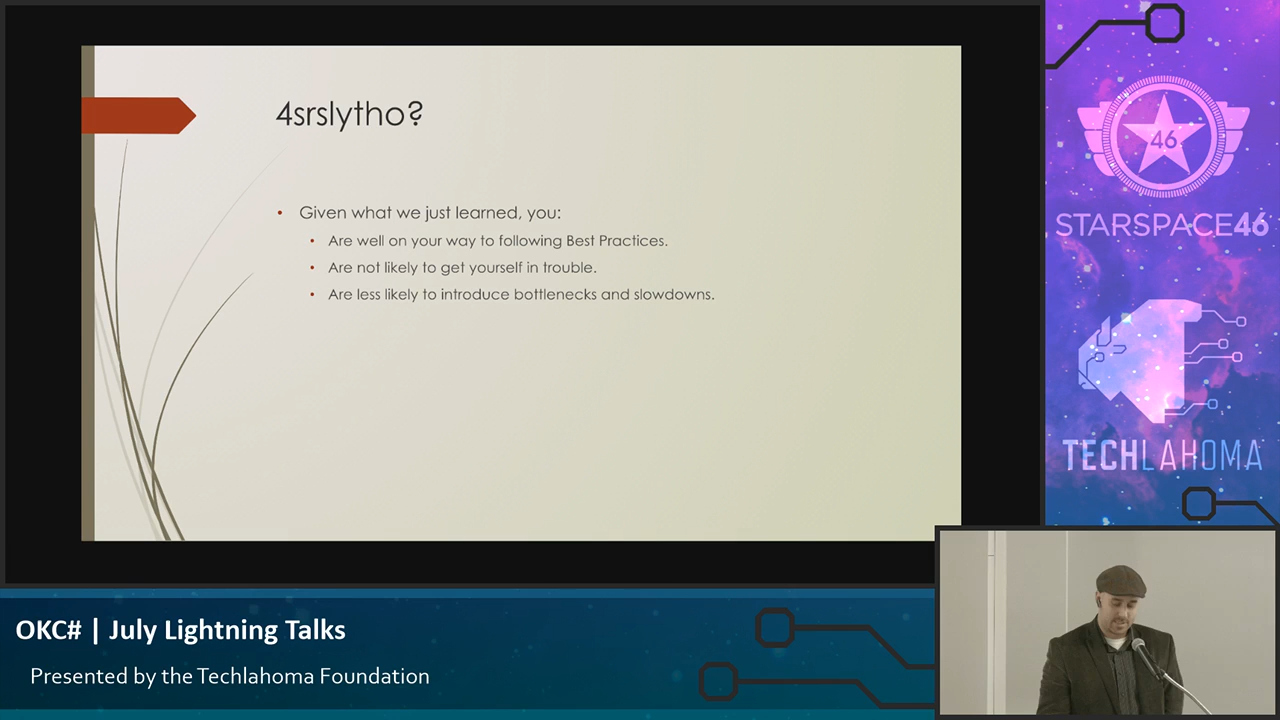 4srslytho?
• Given what we just learned, you:
• Are well on your way to following Best Practices.
• Are not likely to get yourself in trouble.
• Are less likely to introduce bottlenecks and slowdowns.
46
STARSPACE46
TECHLAHOMA
OKC# | July Lightning Talks
Presented by the Techlahoma Foundation